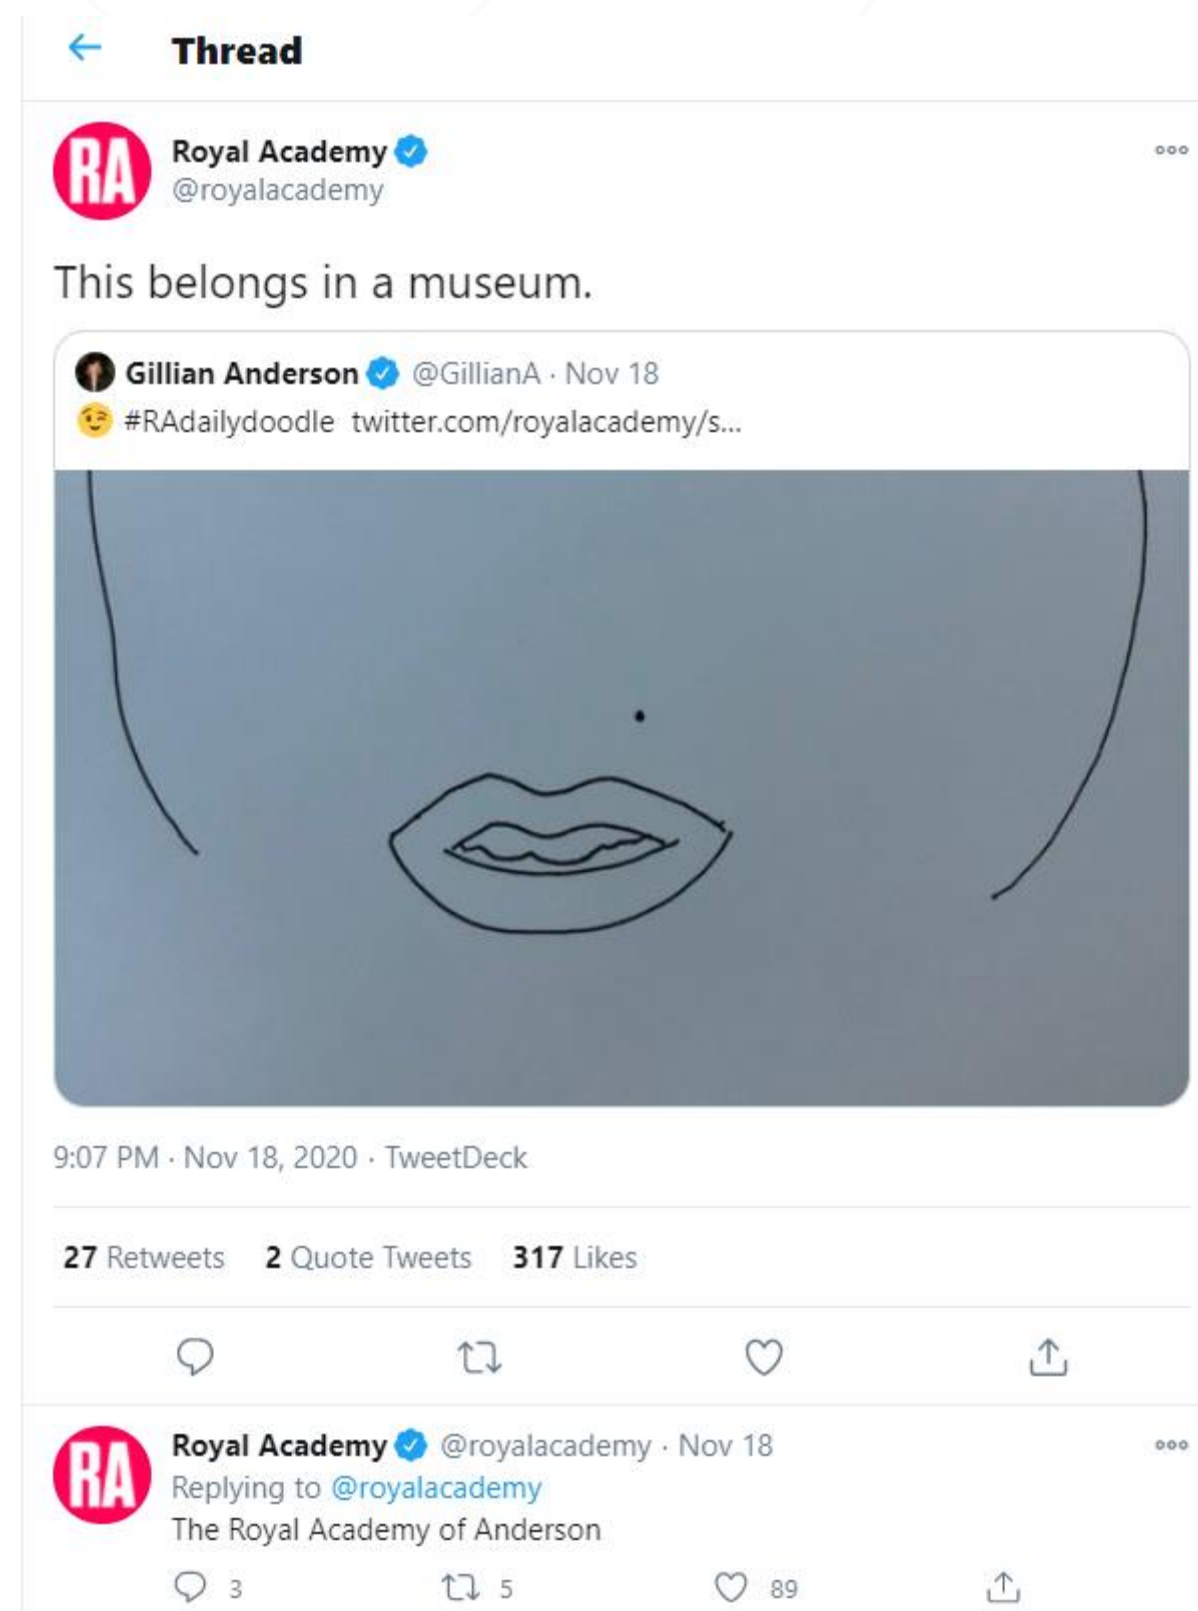 Thread
RA
Royal Academy
@royalacademy
This belongs in a museum.
Gillian Anderson @GillianA · Nov 18
😉 #RAdailydoodle twitter.com/royalacademy/s...
9:07 PM · Nov 18, 2020 · TweetDeck
27 Retweets 2 Quote Tweets 317 Likes
RA
Royal Academy @royalacademy · Nov 18
Replying to @royalacademy
The Royal Academy of Anderson
3 5 89